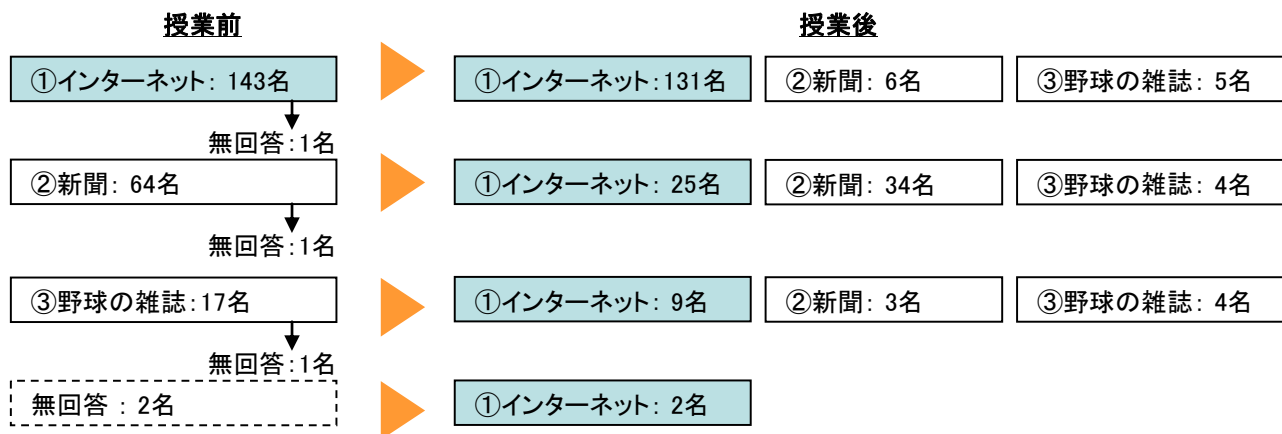 授業前 授業後
①インターネット: 143名 ①インターネット:131名 ②新聞: 6名 ③野球の雑誌: 5名
無回答:1名
②新聞: 64名 ①インターネット: 25名 ②新聞: 34名 ③野球の雑誌: 4名
無回答:1名
③野球の雑誌:17名 ①インターネット: 9名 ②新聞: 3名 ③野球の雑誌: 4名
無回答:1名
無回答 : 2名 ①インターネット: 2名